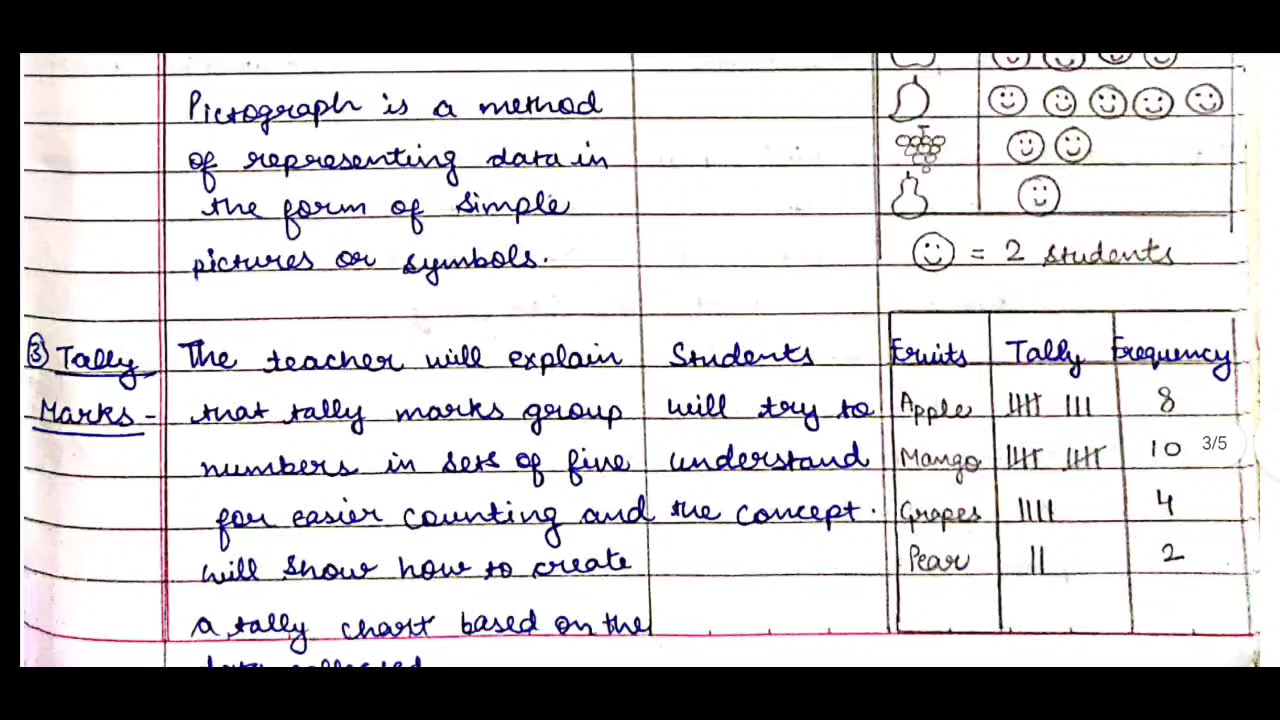 Pictograph is a method
of representing data in
the form of simple
pictures or symbols.
= 2 students
③ Tally
Marks -
The teacher will explain
that tally marks group
numbers in sets of five
for easier counting and
will show how to create
a tally chart based on the
data collected
Students
will try to
understand
the concept.
Fruits Tally Frequency
Apple 8
Mango 10
Grapes 4
Pear 2
3/5